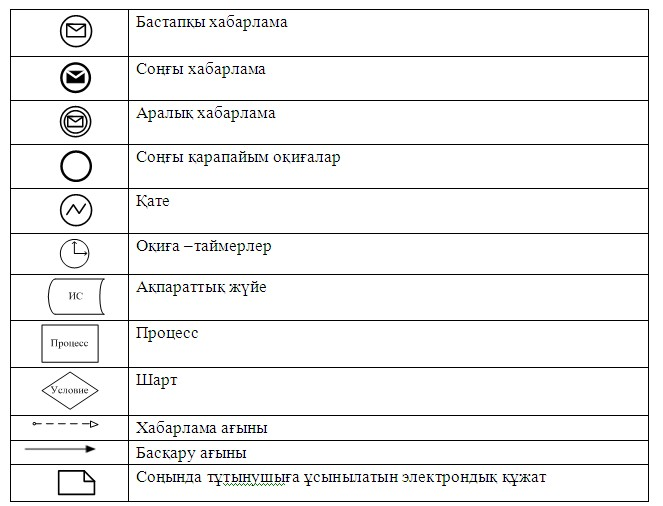 Бастапқы хабарлама
Соңғы хабарлама
Аралық хабарлама
Соңғы қарапайым оқиғалар
Қате
Оқиға –таймерлер
ИС
Ақпараттық жүйе
Процесс
Процесс
Условие
Шарт
Хабарлама ағыны
Басқару ағыны
Соңында тұтынушыға ұсынылатын электрондық құжат